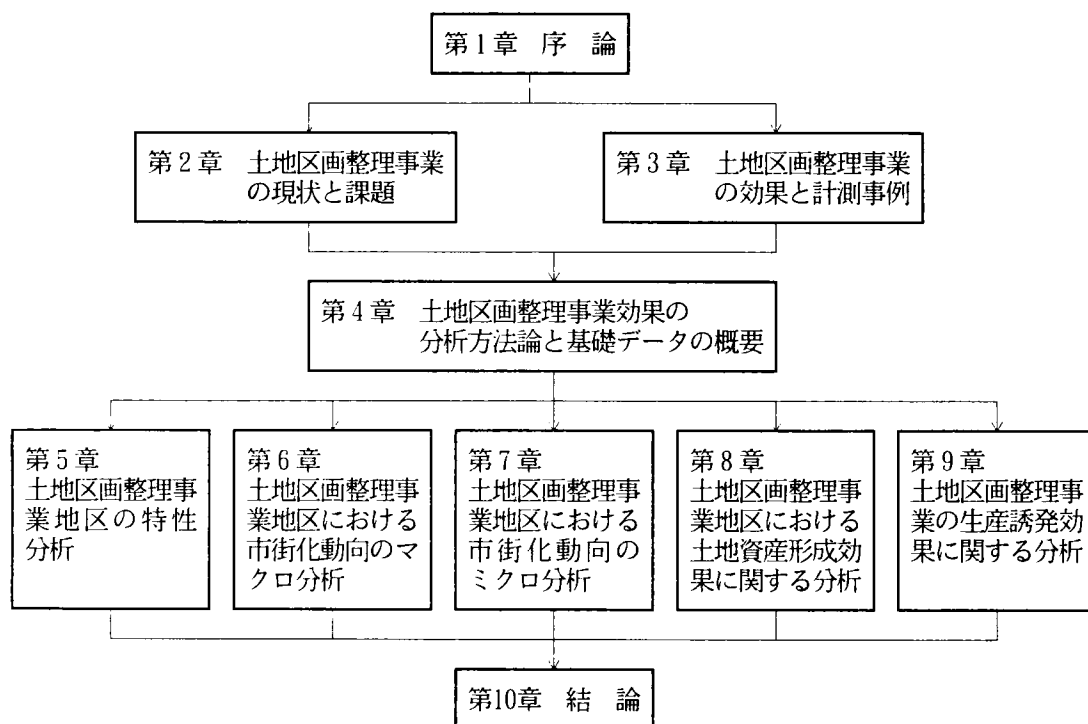 第1章 序 論
第2章 土地区画整理事業
の現状と課題
第3章 土地区画整理事業
の効果と計測事例
第4章 土地区画整理事業効果の
分析方法論と基礎データの概要
第5章
土地区画整理事
業地区の特性
分析
第6章
土地区画整理事
業地区における
市街化動向のマ
クロ分析
第7章
土地区画整理事
業地区における
市街化動向の
ミクロ分析
第8章
土地区画整理事
業地区における
土地資産形成効
果に関する分析
第9章
土地区画整理事
業の生産誘発効
果に関する分析
第10章 結 論